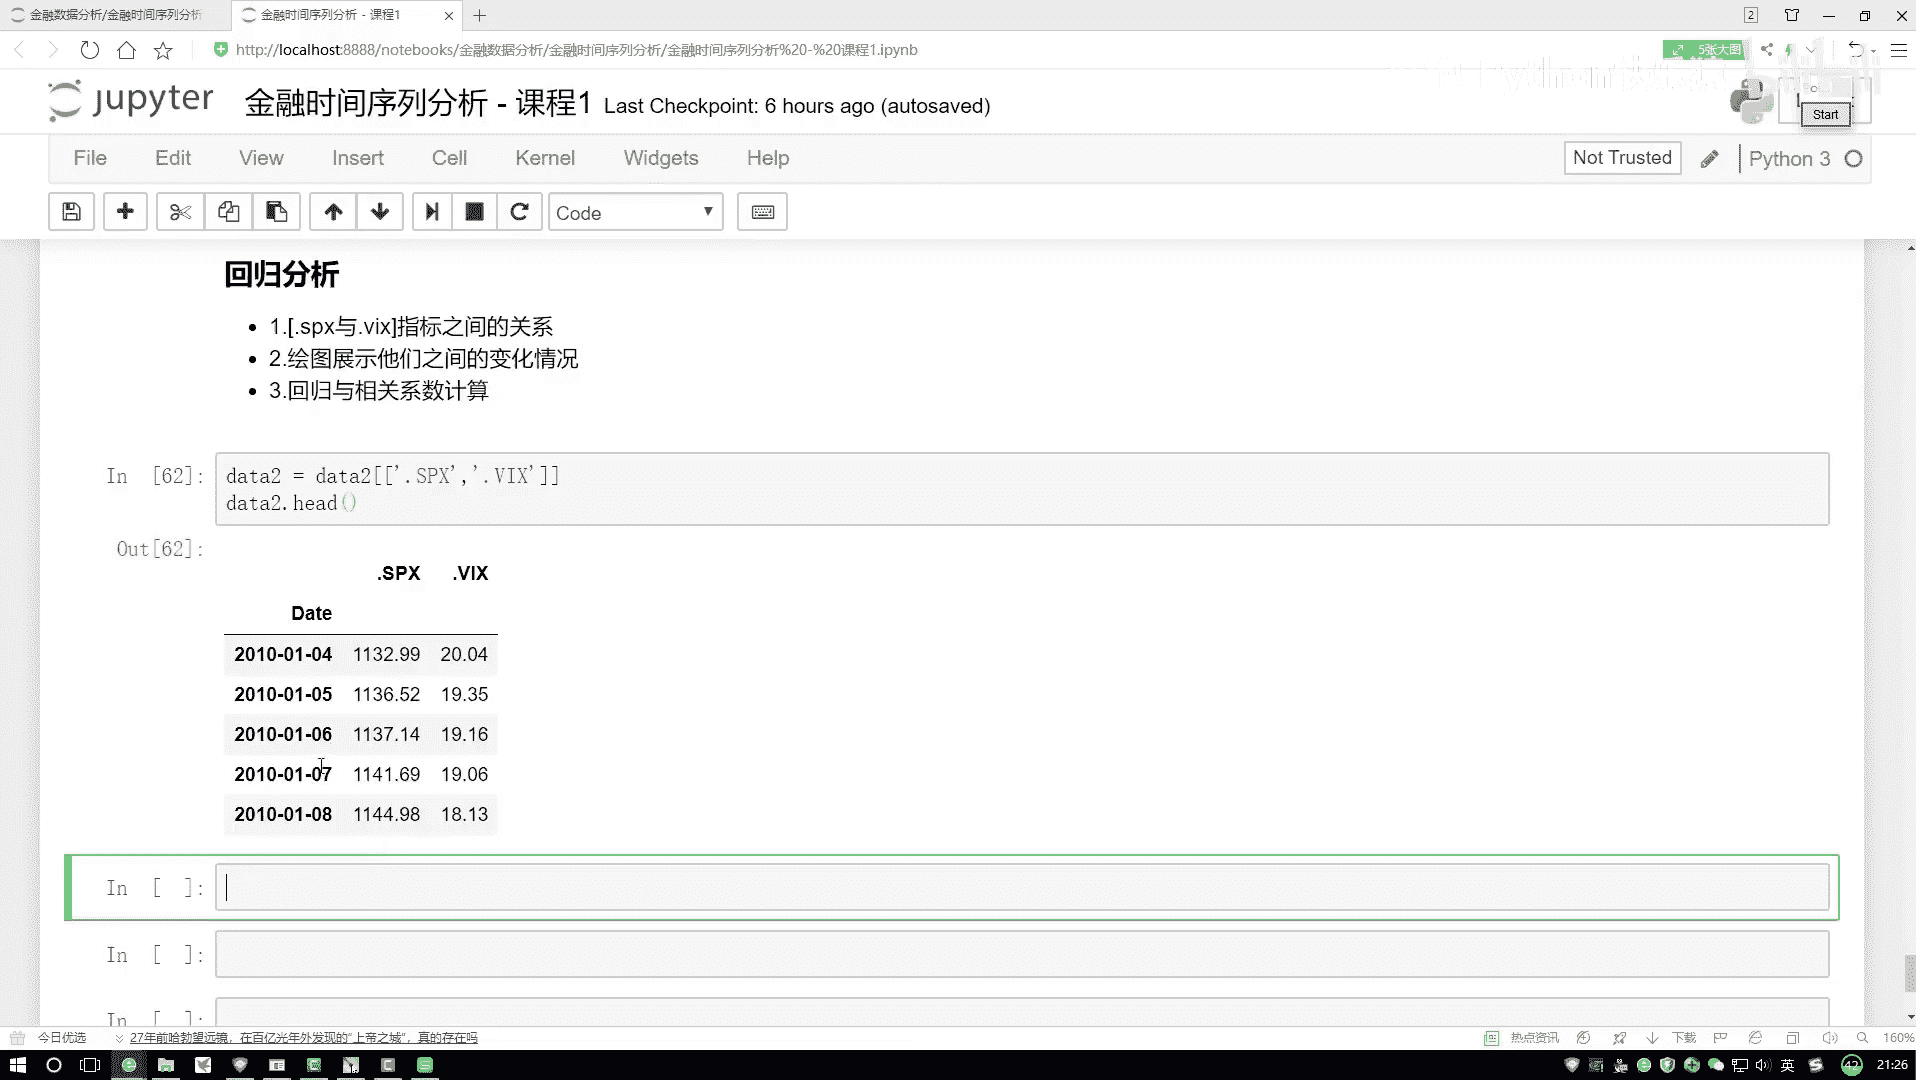 金融数据分析/金融时间序列分析
金融时间序列分析 - 课程1
2
http://localhost:8888/notebooks/金融数据分析/金融时间序列分析/金融时间序列分析%20-%20课程1.ipynb
5张大图
jupyter 金融时间序列分析 - 课程1 Last Checkpoint: 6 hours ago (autosaved)
Start
File Edit View Insert Cell Kernel Widgets Help
Not Trusted
Python 3
Code
回归分析
1.[.spx与.vix]指标之间的关系
2.绘图展示他们之间的变化情况
3.回归与相关系数计算
In [62]: data2 = data2[['.SPX','.VIX']]
data2.head()
Out[62]:
.SPX .VIX
Date
2010-01-04 1132.99 20.04
2010-01-05 1136.52 19.35
2010-01-06 1137.14 19.16
2010-01-07 1141.69 19.06
2010-01-08 1144.98 18.13
In [ ]:
In [ ]:
In [ ]:
今日优选
27年前哈勃望远镜，在百亿光年外发现的“上帝之城”，真的存在吗
热点资讯
下载
160%
英
42
21:26